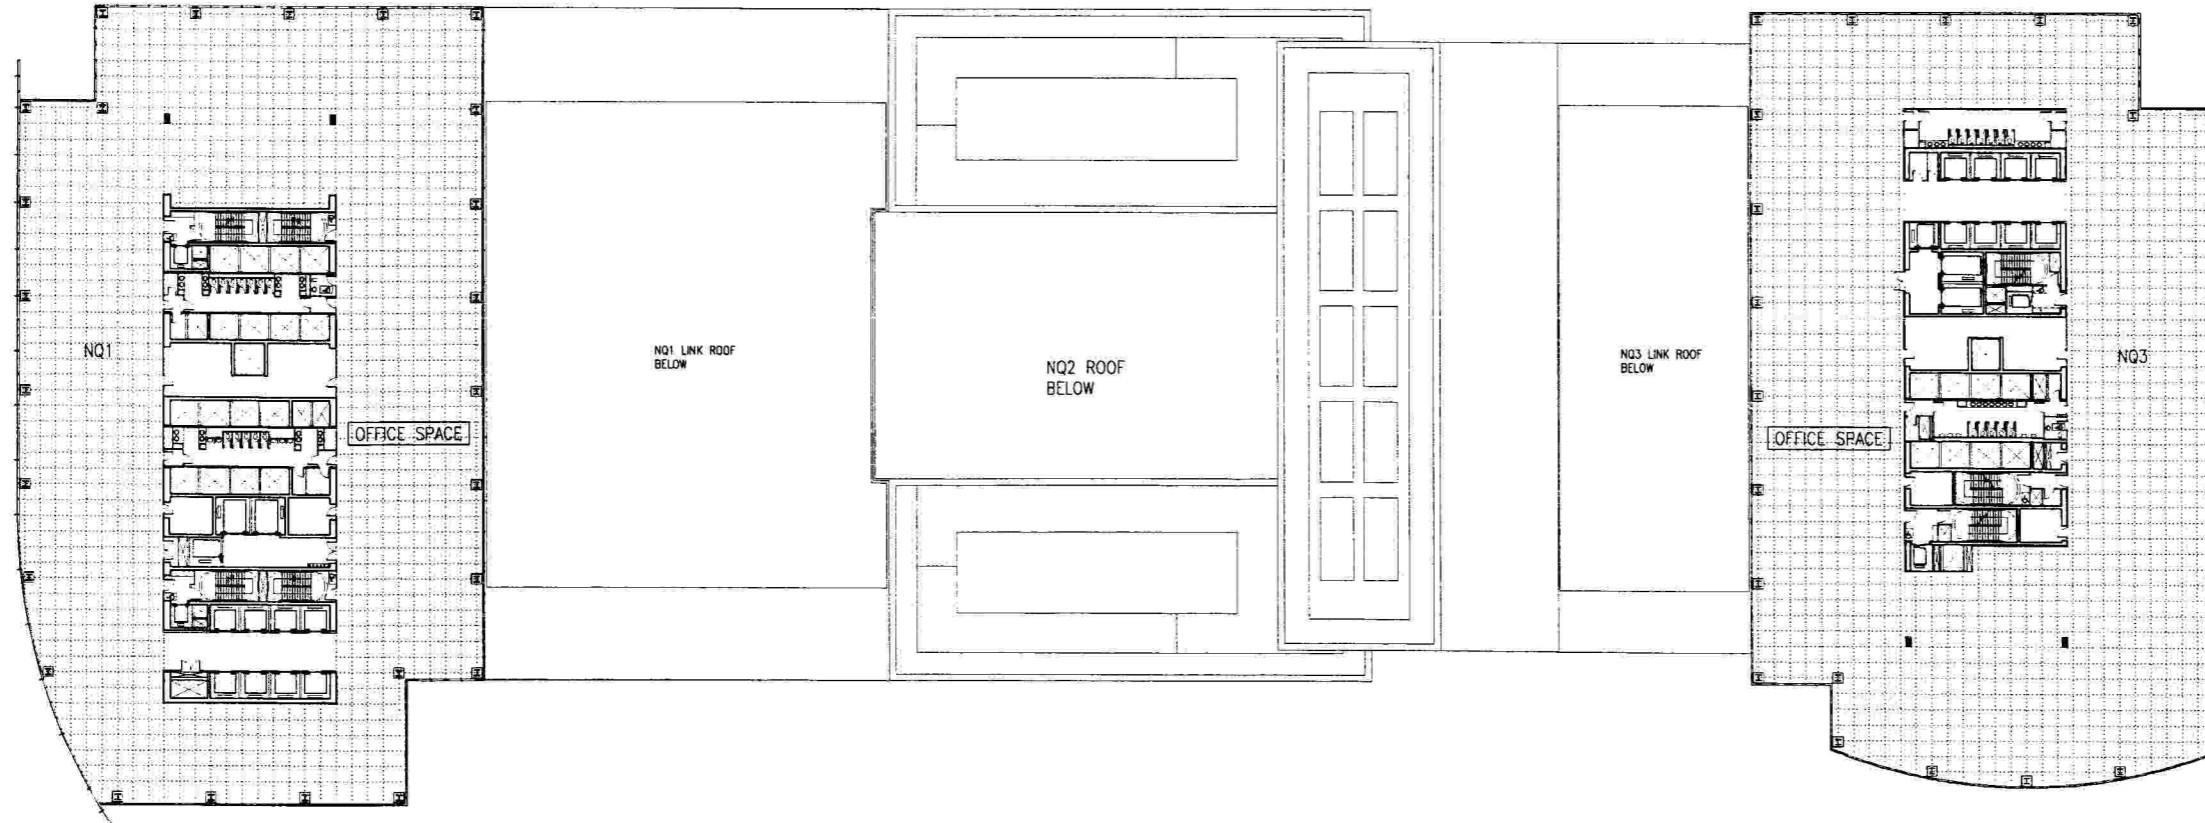 NQ1
OFFICE SPACE
NQ1 LINK ROOF
BELOW
NQ2 ROOF
BELOW
NQ3 LINK ROOF
BELOW
OFFICE SPACE
NQ3